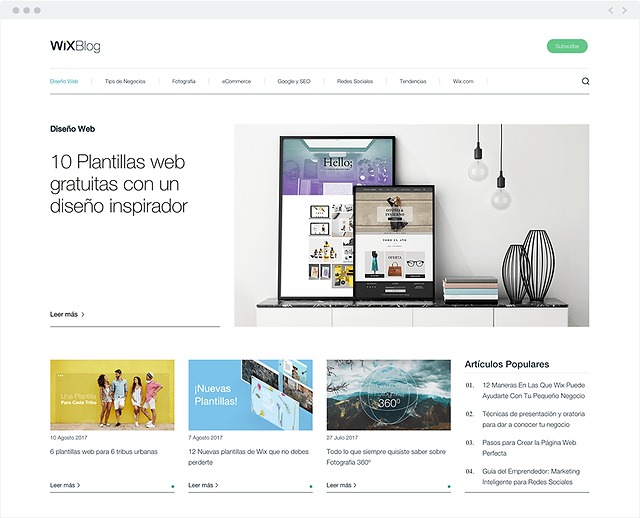 WiXBlog
Subscribe
Diseño Web
Tips de Negocios
Fotografía
eCommerce
Google y SEO
Redes Sociales
Tendencias
Wix.com
Diseño Web
10 Plantillas web
gratuitas con un
diseño inspirador
Leer más
Hello;
OTOÑO &
INVIERNO
TODO EL AÑO
OFERTA
Una Plantilla
Para Cada Tribu
10 Agosto 2017
6 plantillas web para 6 tribus urbanas
Leer más
¡Nuevas
Plantillas!
7 Agosto 2017
12 Nuevas plantillas de Wix que no debes
perderte
Leer más
360º
27 Julio 2017
Todo lo que siempre quisiste saber sobre
Fotografía 360º
Leer más
Artículos Populares
01. 12 Maneras En Las Que Wix Puede
Ayudarte Con Tu Pequeño Negocio
02. Técnicas de presentación y oratoria
para dar a conocer tu negocio
03. Pasos para Crear la Página Web
Perfecta
04. Guía del Emprendedor: Marketing
Inteligente para Redes Sociales